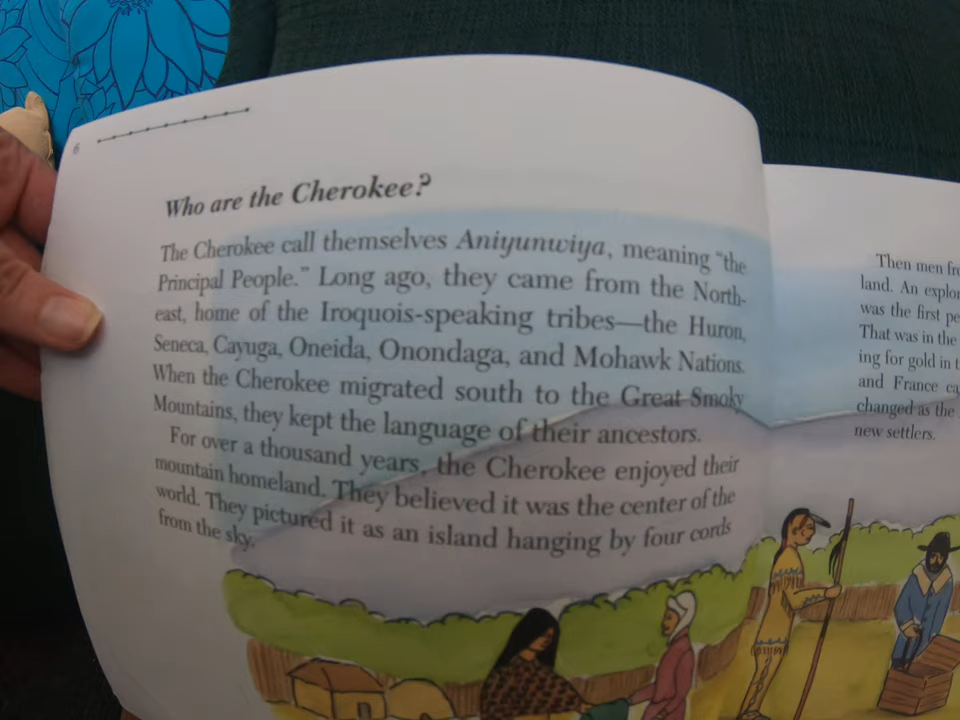 6
Who are the Cherokee?
The Cherokee call themselves Aniyunwiya, meaning "the
Principal People." Long ago, they came from the North-
east, home of the Iroquois-speaking tribes—the Huron,
Seneca, Cayuga, Oneida, Onondaga, and Mohawk Nations.
When the Cherokee migrated south to the Great Smoky
Mountains, they kept the language of their ancestors.
For over a thousand years, the Cherokee enjoyed their
mountain homeland. They believed it was the center of the
world. They pictured it as an island hanging by four cords
from the sky.
Then men
land. An
was the first
That was in the
ing for gold in
and France
changed as the
new settlers.